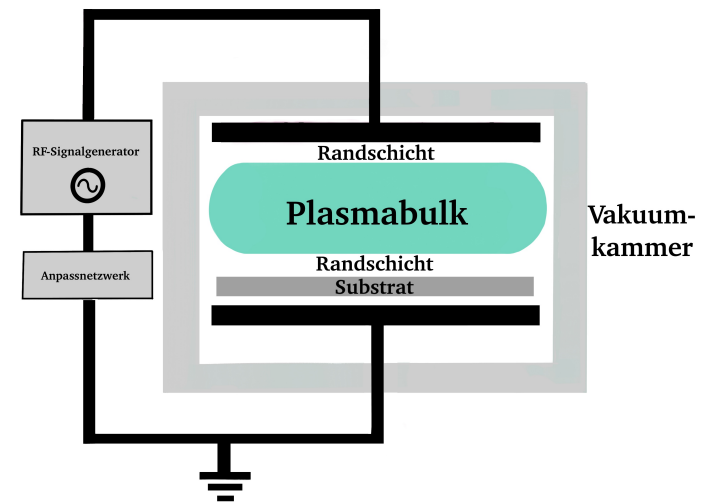 RF-Signalgenerator
Anpassnetzwerk
Randschicht
Plasmabulk
Randschicht
Substrat
Vakuum-
kammer